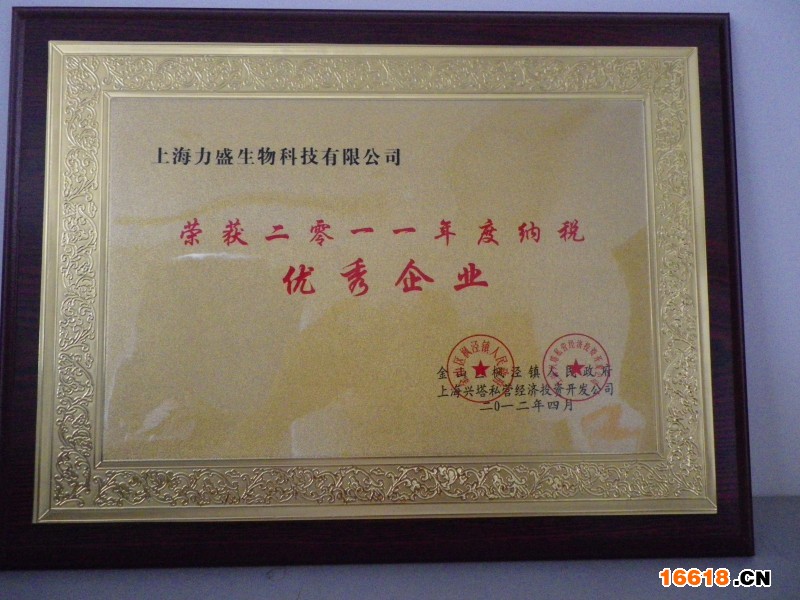 上海力盛生物科技有限公司
荣获二零一一年度纳税
优秀企业
金山区枫泾镇人民政府
上海兴塔私营经济投资开发公司
二〇一二年四月
16618.CN